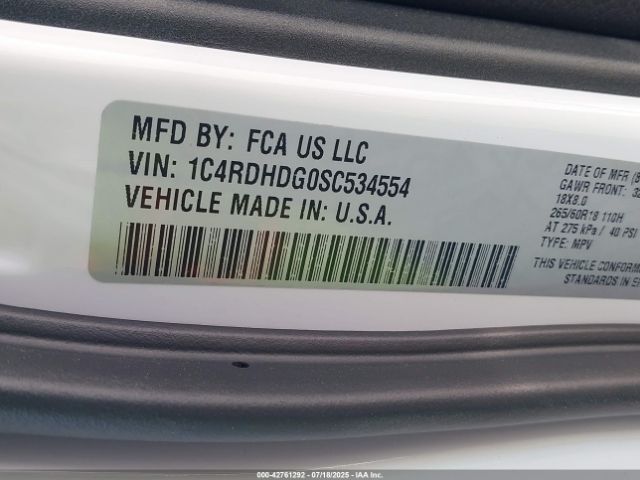 MFD BY: FCA US LLC
VIN: 1C4RDHDG0SC534554
VEHICLE MADE IN: U.S.A.
DATE OF MFR (8
GAWR FRONT: 32
18X8.0
265/60R18 110H
AT 275 kPa / 40 PSI
TYPE: MPV
THIS VEHICLE CONFORM
STANDARDS IN
000-42761292 07/18/2025 IAA